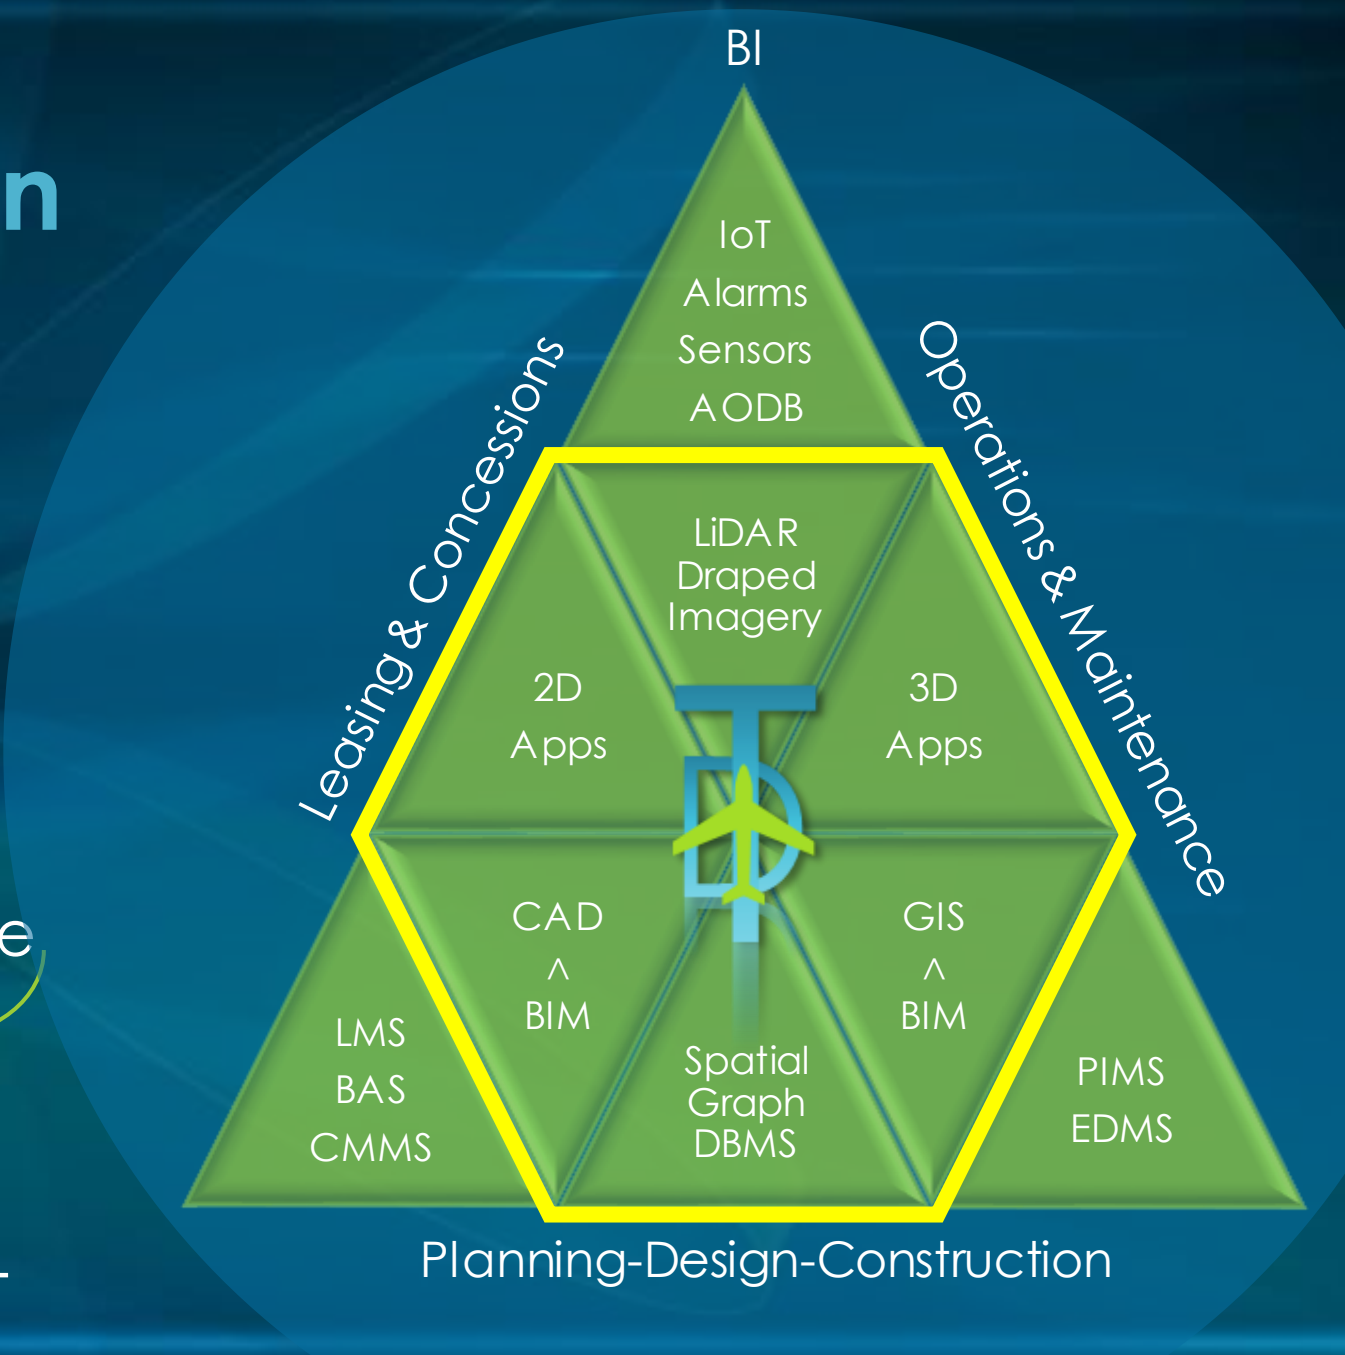 BI
n
IoT
Alarms
Sensors
AODB
Leasing & Concessions
Operations & Maintenance
LiDAR
Draped
Imagery
2D
Apps
3D
Apps
DT
CAD
^
BIM
GIS
^
BIM
e
LMS
BAS
CMMS
Spatial
Graph
DBMS
PIMS
EDMS
Planning-Design-Construction